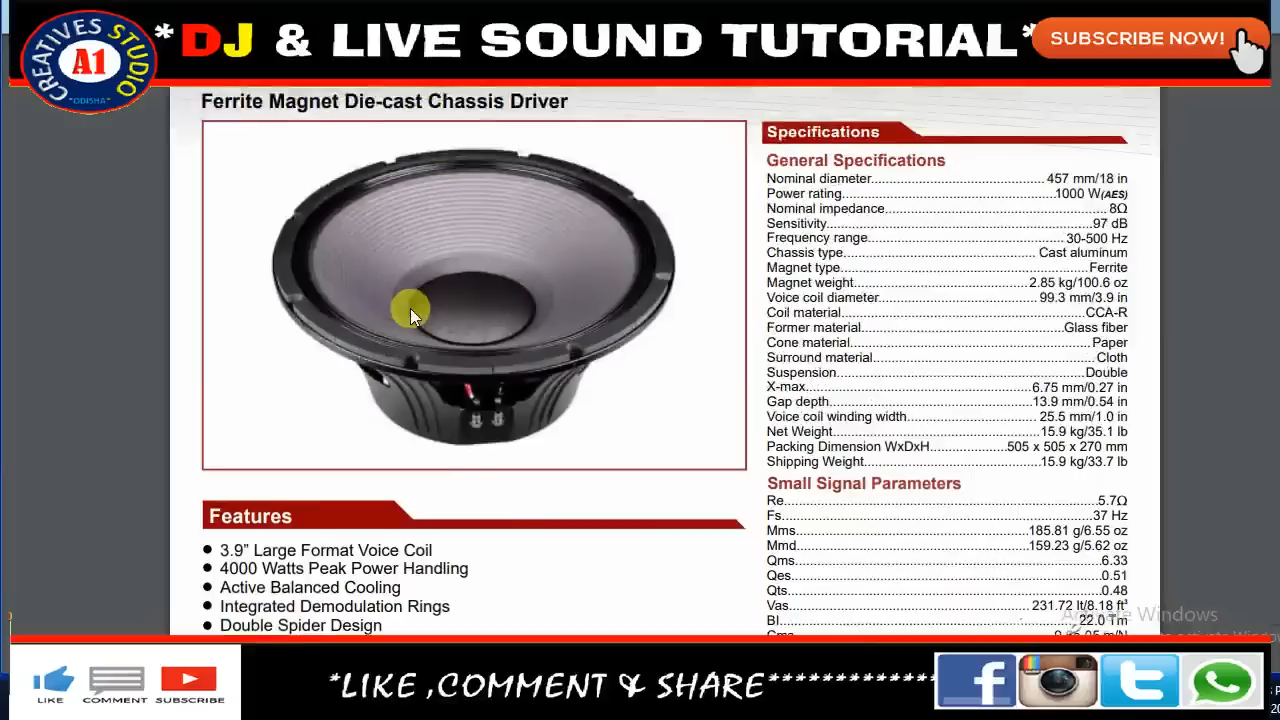 CREATIVES STUDIO
A1
"ODISHA"
* DJ & LIVE SOUND TUTORIAL*
SUBSCRIBE NOW!
Ferrite Magnet Die-cast Chassis Driver
Specifications
General Specifications
Nominal diameter 457 mm/18 in
Power rating 1000 W(AES)
Nominal impedance 8Ω
Sensitivity 97 dB
Frequency range 30-500 Hz
Chassis type Cast aluminum
Magnet type Ferrite
Magnet weight 2.85 kg/100.6 oz
Voice coil diameter 99.3 mm/3.9 in
Coil material CCA-R
Former material Glass fiber
Cone material Paper
Surround material Cloth
Suspension Double
X-max 6.75 mm/0.27 in
Gap depth 13.9 mm/0.54 in
Voice coil winding width 25.5 mm/1.0 in
Net Weight 15.9 kg/35.1 lb
Packing Dimension WxDxH 505 x 505 x 270 mm
Shipping Weight 15.9 kg/33.7 lb
Small Signal Parameters
Re 5.7Ω
Fs 37 Hz
Mms 185.81 g/6.55 oz
Mmd 159.23 g/5.62 oz
Qms 6.33
Qes 0.51
Qts 0.48
Vas 231.72 lt/8.18 ft³
Bl 22.0 Tm
Features
● 3.9” Large Format Voice Coil
● 4000 Watts Peak Power Handling
● Active Balanced Cooling
● Integrated Demodulation Rings
● Double Spider Design
Activate Windows
LIKE COMMENT SUBSCRIBE
*LIKE ,COMMENT & SHARE************